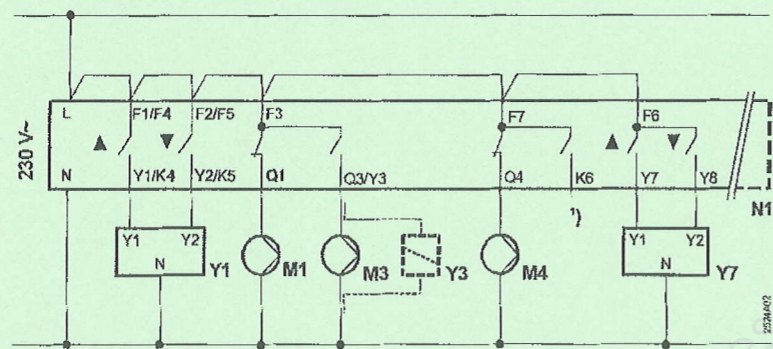 L F1/F4 F2/F5 F3 F7 F6
230 V~
N Y1/K4 Y2/K5 Q1 Q3/Y3 Q4 K6 Y7 Y8
N1
¹)
Y1 Y2 Y1 Y2
N Y1 M1 M3 Y3 M4 N Y7
2524A02